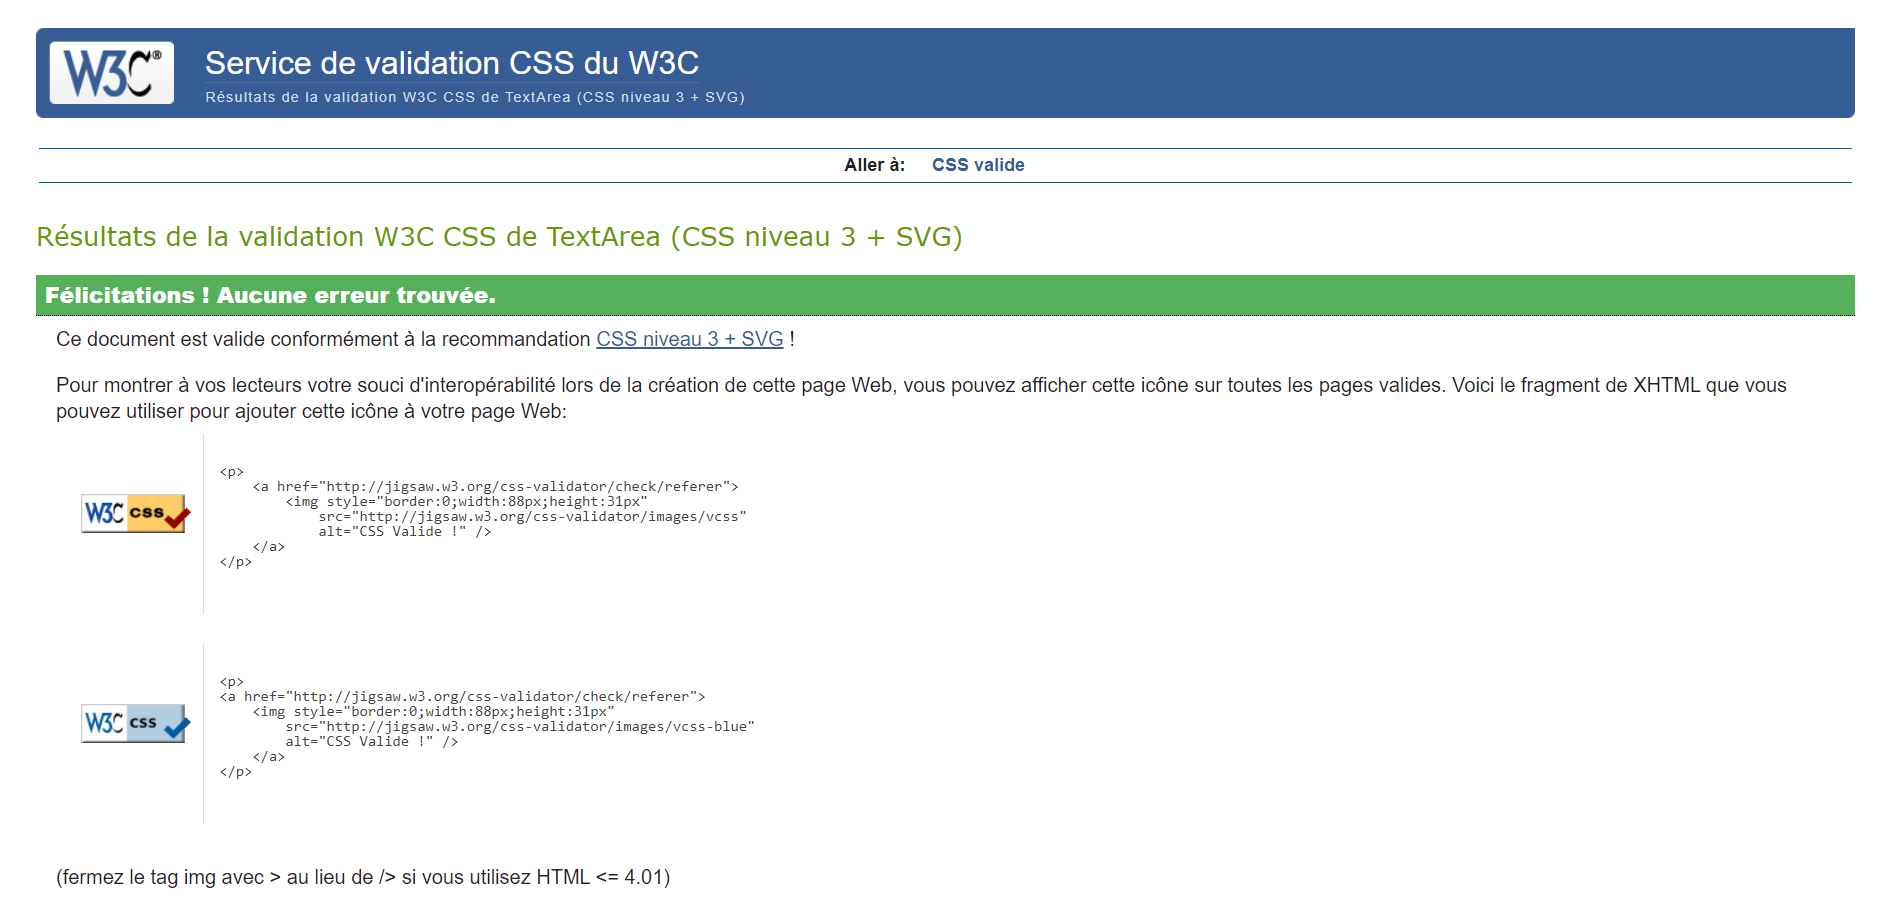 W3C®
Service de validation CSS du W3C
Résultats de la validation W3C CSS de TextArea (CSS niveau 3 + SVG)
Aller à: CSS valide
Résultats de la validation W3C CSS de TextArea (CSS niveau 3 + SVG)
Félicitations ! Aucune erreur trouvée.
Ce document est valide conformément à la recommandation CSS niveau 3 + SVG !
Pour montrer à vos lecteurs votre souci d'interopérabilité lors de la création de cette page Web, vous pouvez afficher cette icône sur toutes les pages valides. Voici le fragment de XHTML que vous
pouvez utiliser pour ajouter cette icône à votre page Web:
W3C css
<p>
    <a href="http://jigsaw.w3.org/css-validator/check/referer">
        <img style="border:0;width:88px;height:31px"
            src="http://jigsaw.w3.org/css-validator/images/vcss"
            alt="CSS Valide !" />
    </a>
</p>
W3C css
<p>
<a href="http://jigsaw.w3.org/css-validator/check/referer">
    <img style="border:0;width:88px;height:31px"
        src="http://jigsaw.w3.org/css-validator/images/vcss-blue"
        alt="CSS Valide !" />
    </a>
</p>
(fermez le tag img avec > au lieu de /> si vous utilisez HTML <= 4.01)